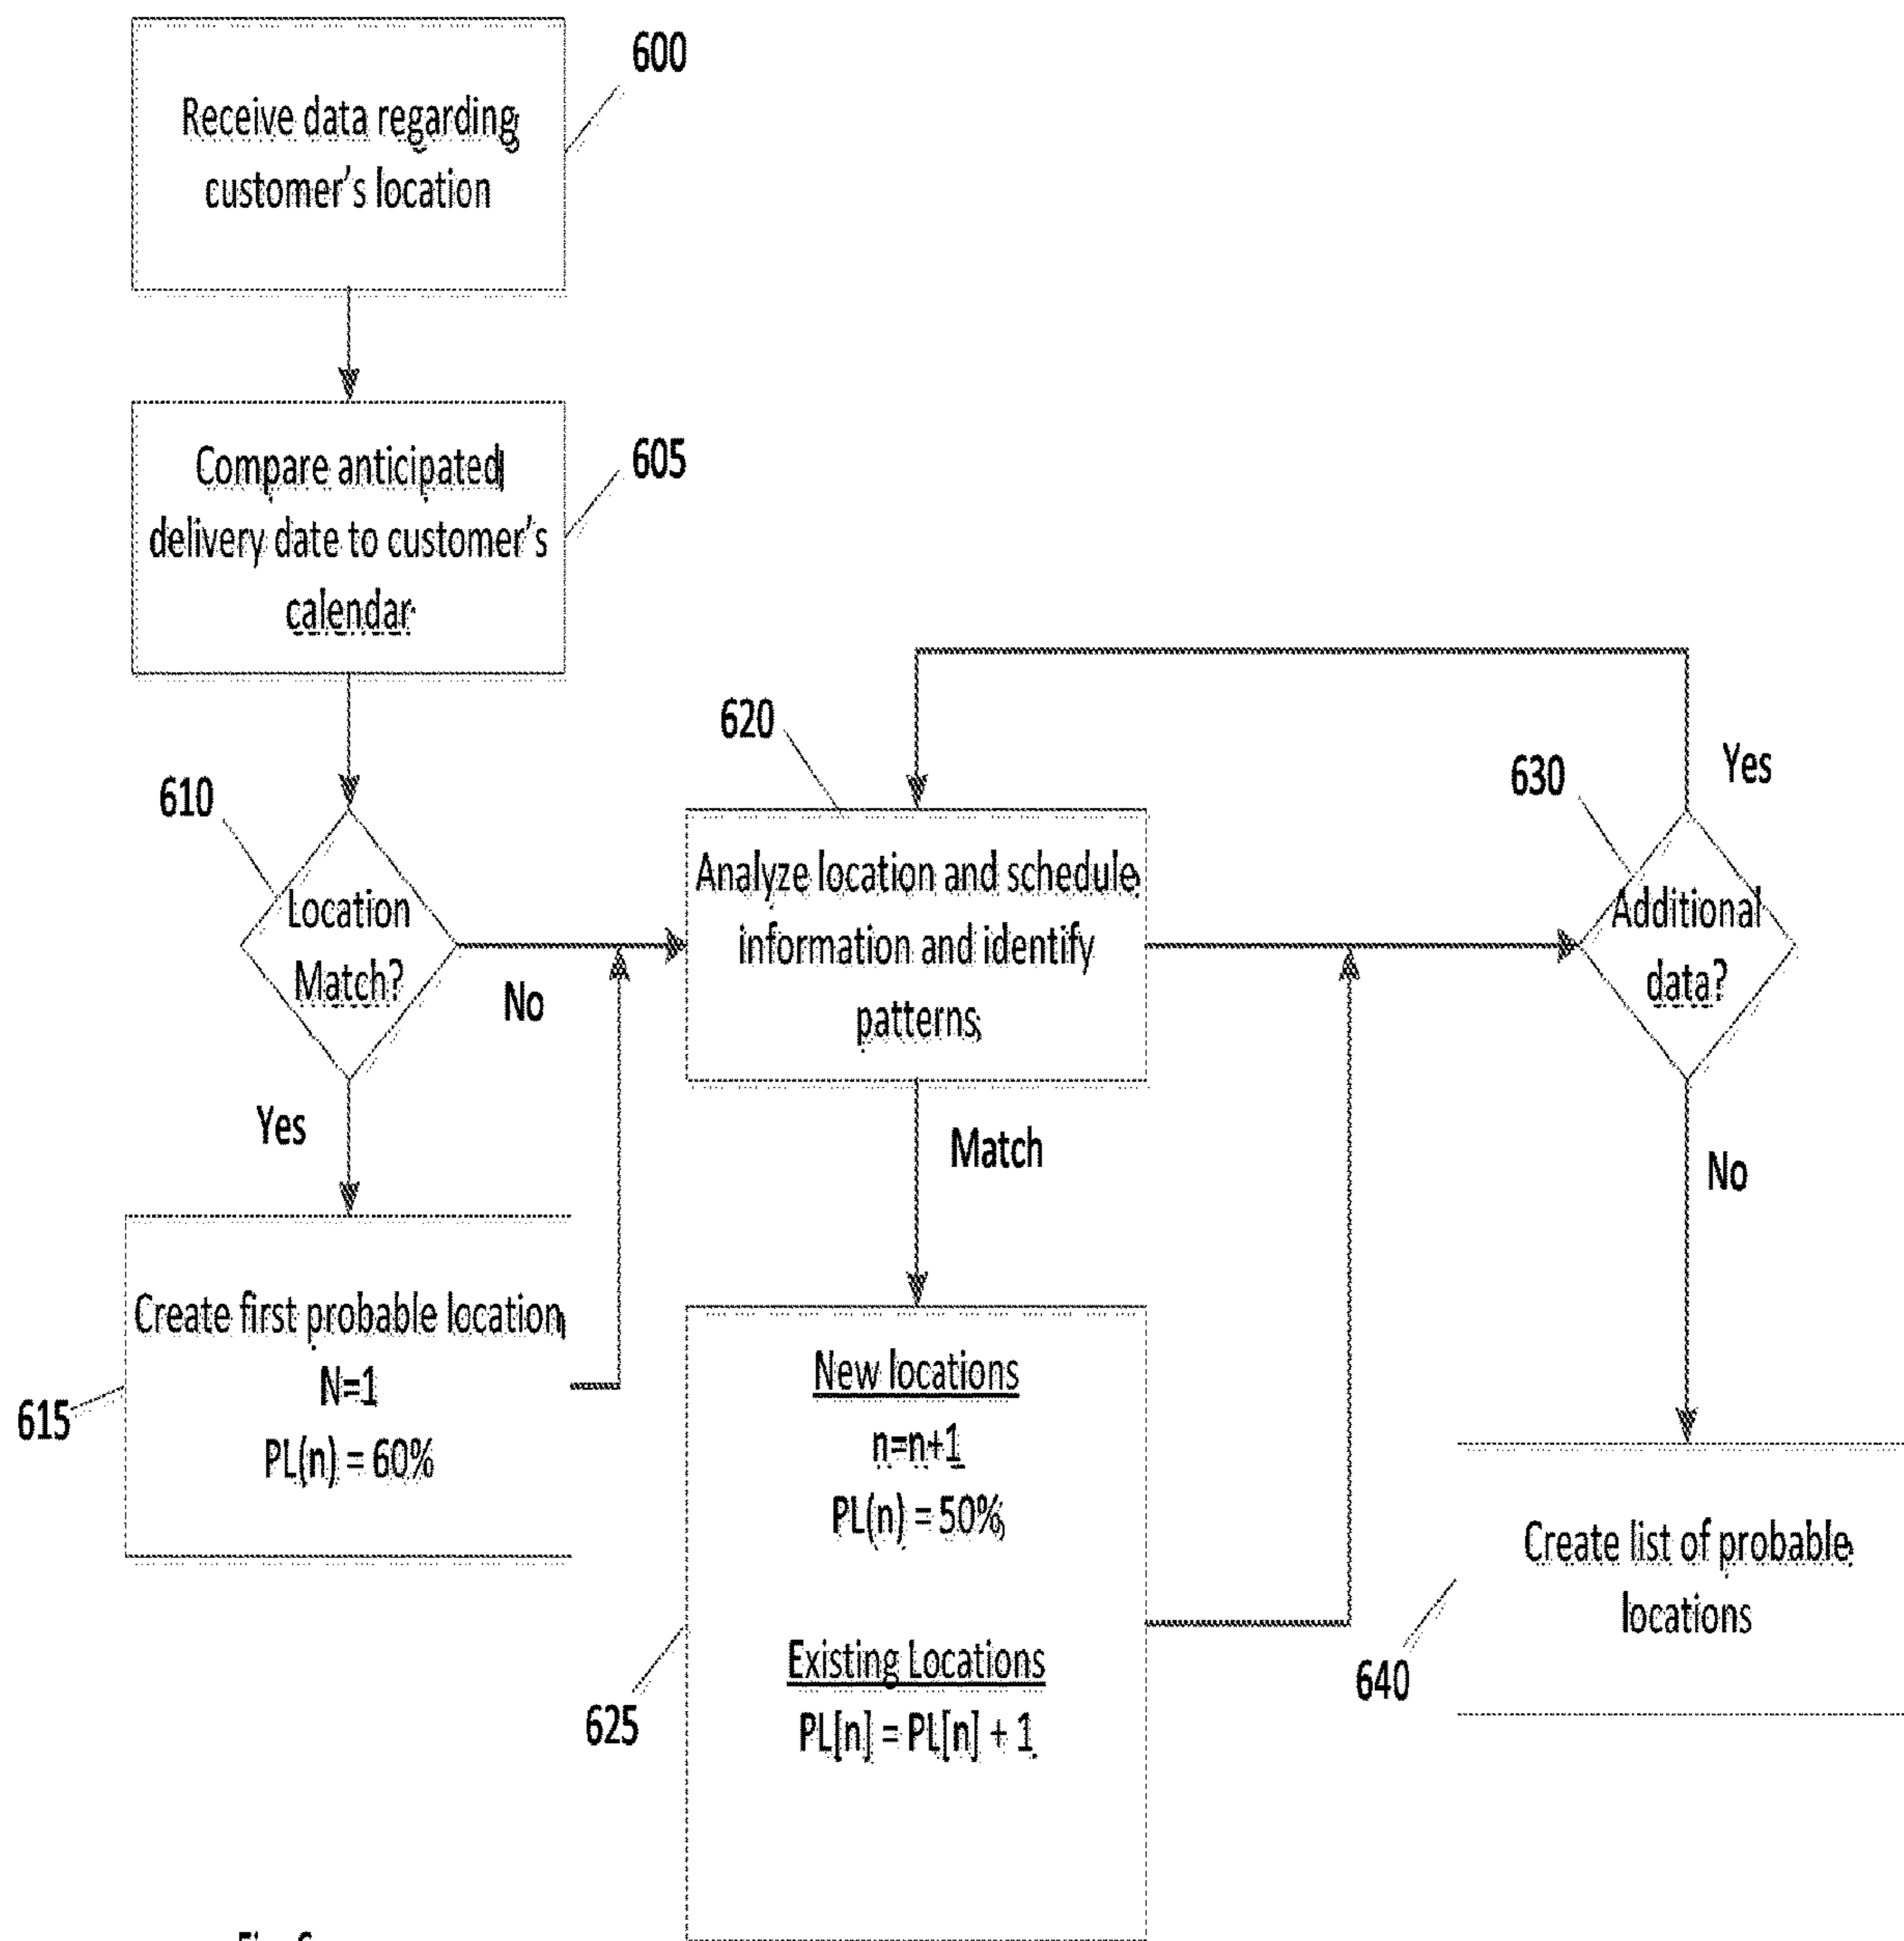 600
Receive data regarding
customer's location
605
Compare anticipated
delivery date to customer's
calendar
610
Location
Match?
No
Yes
615
Create first probable location
N=1
PL(n) = 60%
620
Analyze location and schedule
information and identify
patterns
Match
625
New locations
n=n+1
PL(n) = 50%
Existing Locations
PL[n] = PL[n] + 1
630
Additional
data?
Yes
No
640
Create list of probable
locations